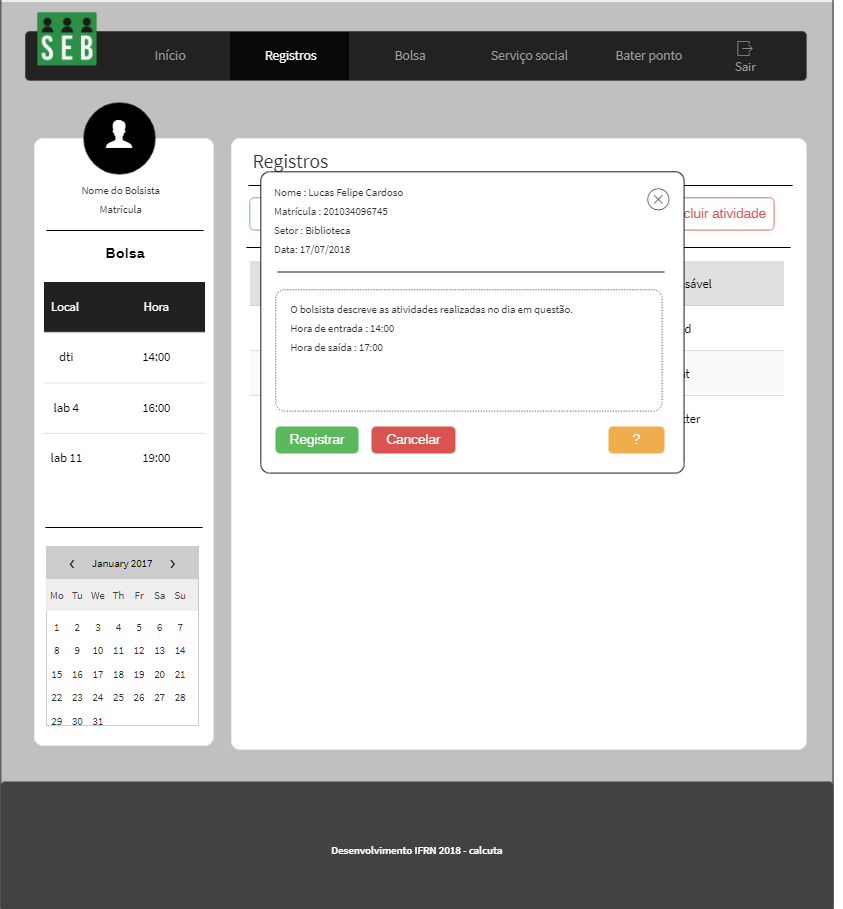 SEB
Início
Registros
Bolsa
Serviço social
Bater ponto
Sair
Nome do Bolsista
Matrícula
Bolsa
Local Hora
dti 14:00
lab 4 16:00
lab 11 19:00
‹ January 2017 ›
Mo Tu We Th Fr Sa Su
1 2 3 4 5 6 7
8 9 10 11 12 13 14
15 16 17 18 19 20 21
22 23 24 25 26 27 28
29 30 31
Registros
cluir atividade
sável
d
t
tter
Nome : Lucas Felipe Cardoso
Matrícula : 201034096745
Setor : Biblioteca
Data: 17/07/2018
O bolsista descreve as atividades realizadas no dia em questão.
Hora de entrada : 14:00
Hora de saída : 17:00
Registrar
Cancelar
?
Desenvolvimento IFRN 2018 - calcuta